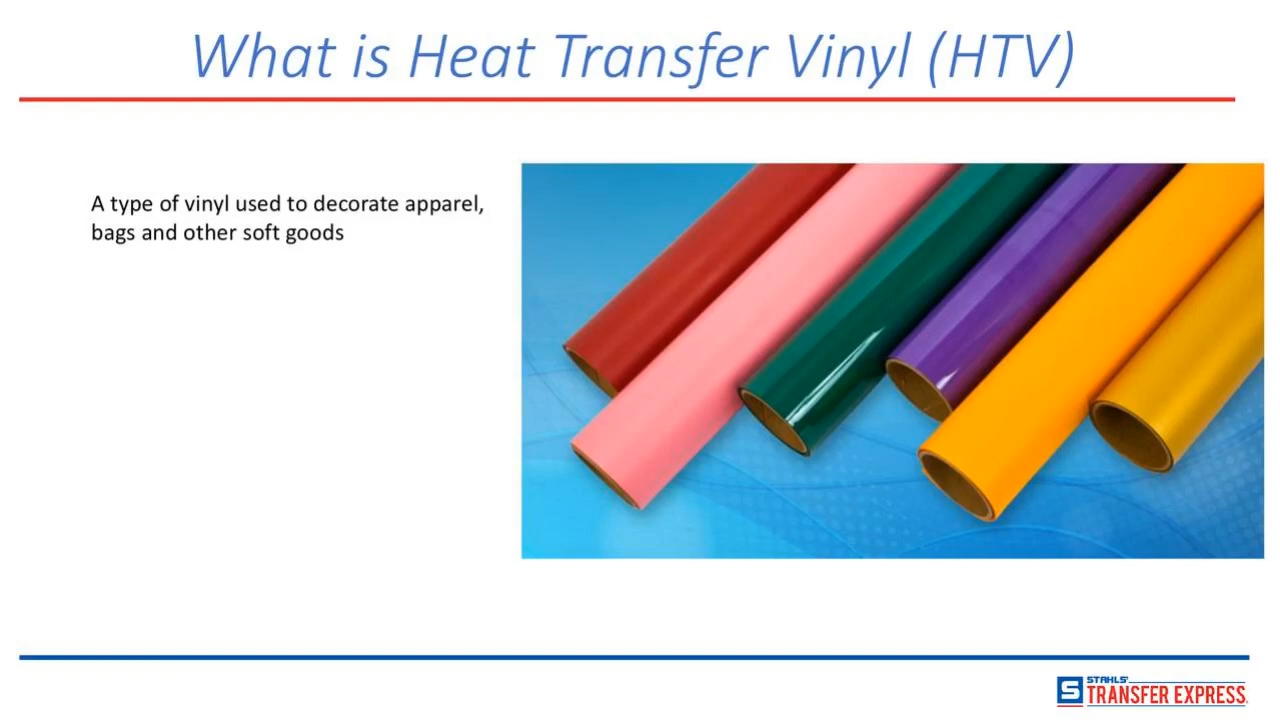 What is Heat Transfer Vinyl (HTV)
A type of vinyl used to decorate apparel,
bags and other soft goods
S STAHLS'
TRANSFER EXPRESS.